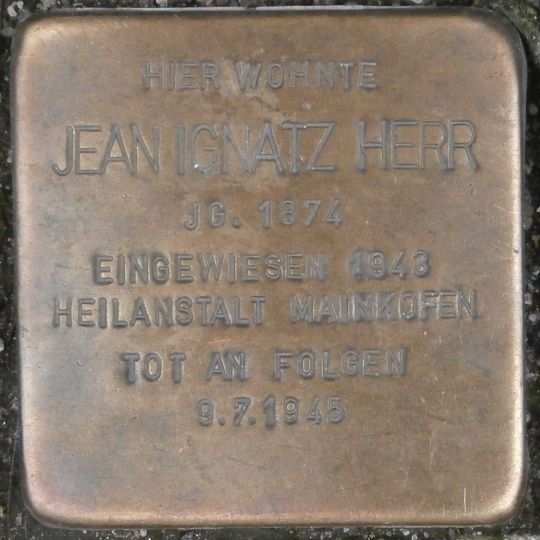 HIER WOHNTE
JEAN IGNATZ HERR
JG. 1874
EINGEWIESEN 1943
HEILANSTALT MAINKOFEN
TOT AN FOLGEN
9.7.1945